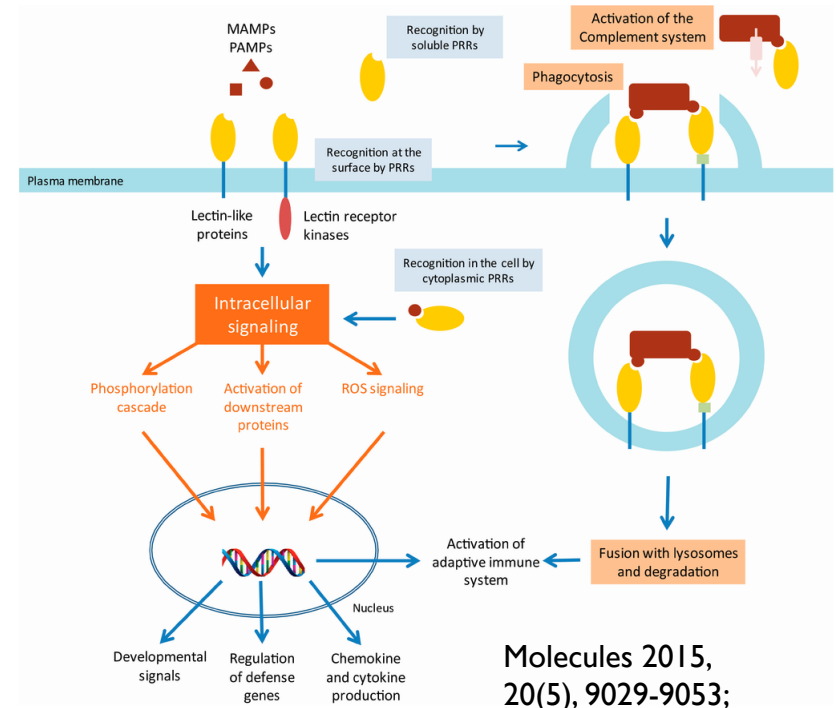 MAMPs
PAMPs
Recognition by
soluble PRRs
Activation of the
Complement system
Phagocytosis
Recognition at the
surface by PRRs
Plasma membrane
Lectin-like
proteins
Lectin receptor
kinases
Recognition in the cell by
cytoplasmic PRRs
Intracellular
signaling
Phosphorylation
cascade
Activation of
downstream
proteins
ROS signaling
Activation of
adaptive immune
system
Fusion with lysosomes
and degradation
Nucleus
Developmental
signals
Regulation
of defense
genes
Chemokine
and cytokine
production
Molecules 2015,
20(5), 9029-9053;